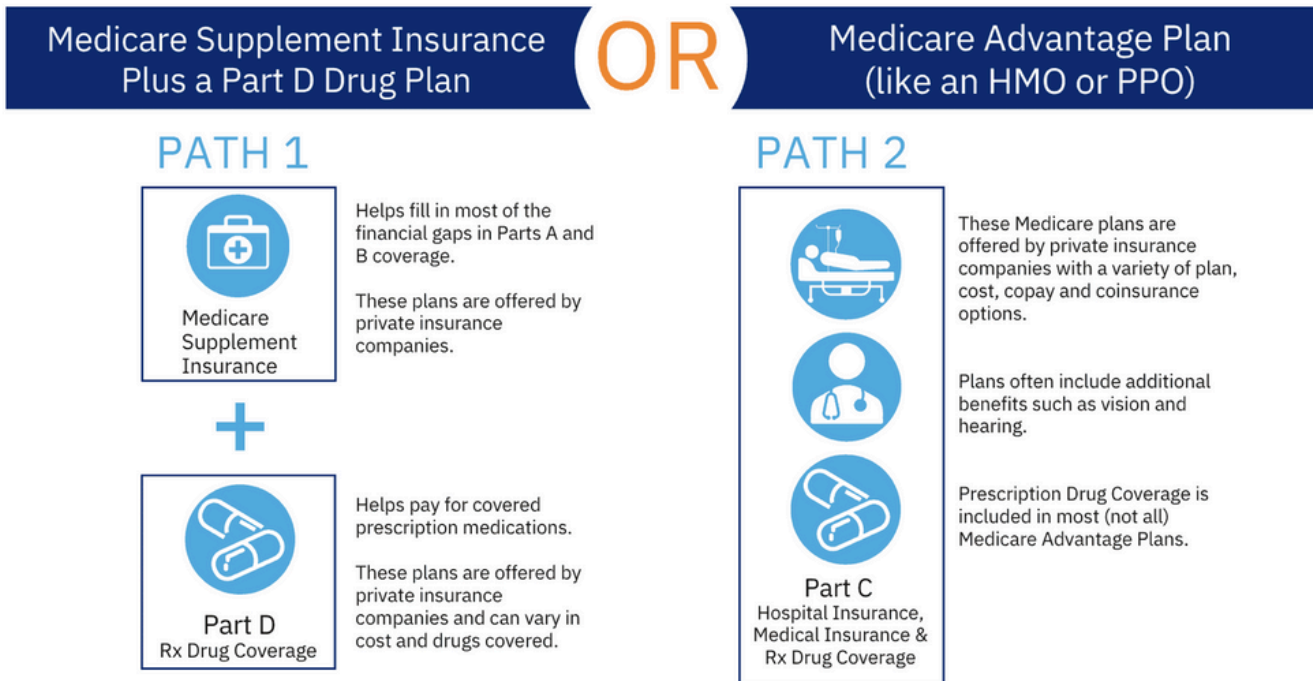 Medicare Supplement Insurance
Plus a Part D Drug Plan
OR
Medicare Advantage Plan
(like an HMO or PPO)
PATH 1
Medicare
Supplement
Insurance
Helps fill in most of the
financial gaps in Parts A and
B coverage.
These plans are offered by
private insurance
companies.
+
Part D
Rx Drug Coverage
Helps pay for covered
prescription medications.
These plans are offered by
private insurance
companies and can vary in
cost and drugs covered.
PATH 2
These Medicare plans are
offered by private insurance
companies with a variety of plan,
cost, copay and coinsurance
options.
Plans often include additional
benefits such as vision and
hearing.
Prescription Drug Coverage is
included in most (not all)
Medicare Advantage Plans.
Part C
Hospital Insurance,
Medical Insurance &
Rx Drug Coverage